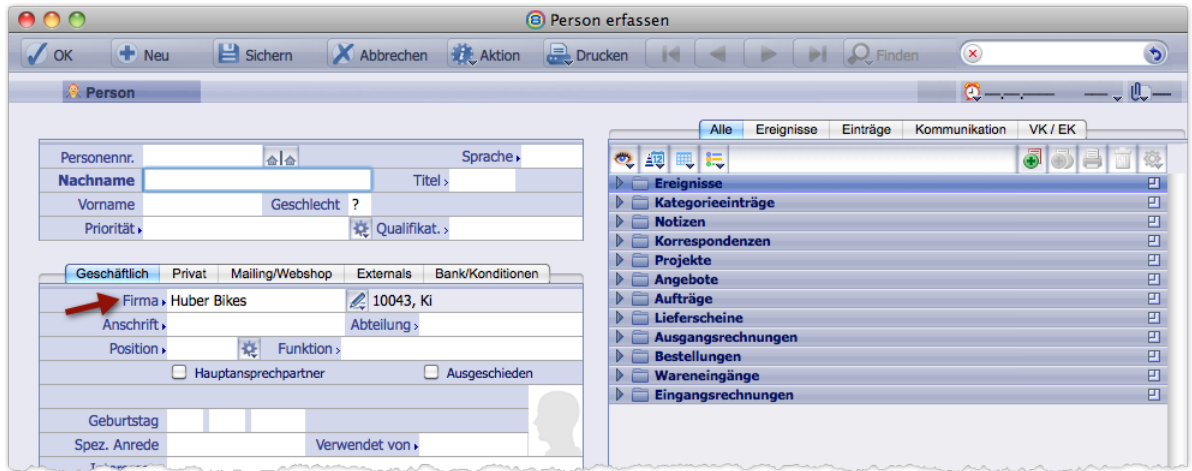 Person erfassen
OK Neu Sichern Abbrechen Aktion Drucken Finden
Person
Alle Ereignisse Einträge Kommunikation VK / EK
Personennr. Sprache
Nachname Titel
Vorname Geschlecht ?
Priorität Qualifikat.
Geschäftlich Privat Mailing/Webshop Externals Bank/Konditionen
Firma Huber Bikes 10043, Ki
Anschrift Abteilung
Position Funktion
Hauptansprechpartner Ausgeschieden
Geburtstag
Spez. Anrede Verwendet von
Ereignisse
Kategorieeinträge
Notizen
Korrespondenzen
Projekte
Angebote
Aufträge
Lieferscheine
Ausgangsrechnungen
Bestellungen
Wareneingänge
Eingangsrechnungen